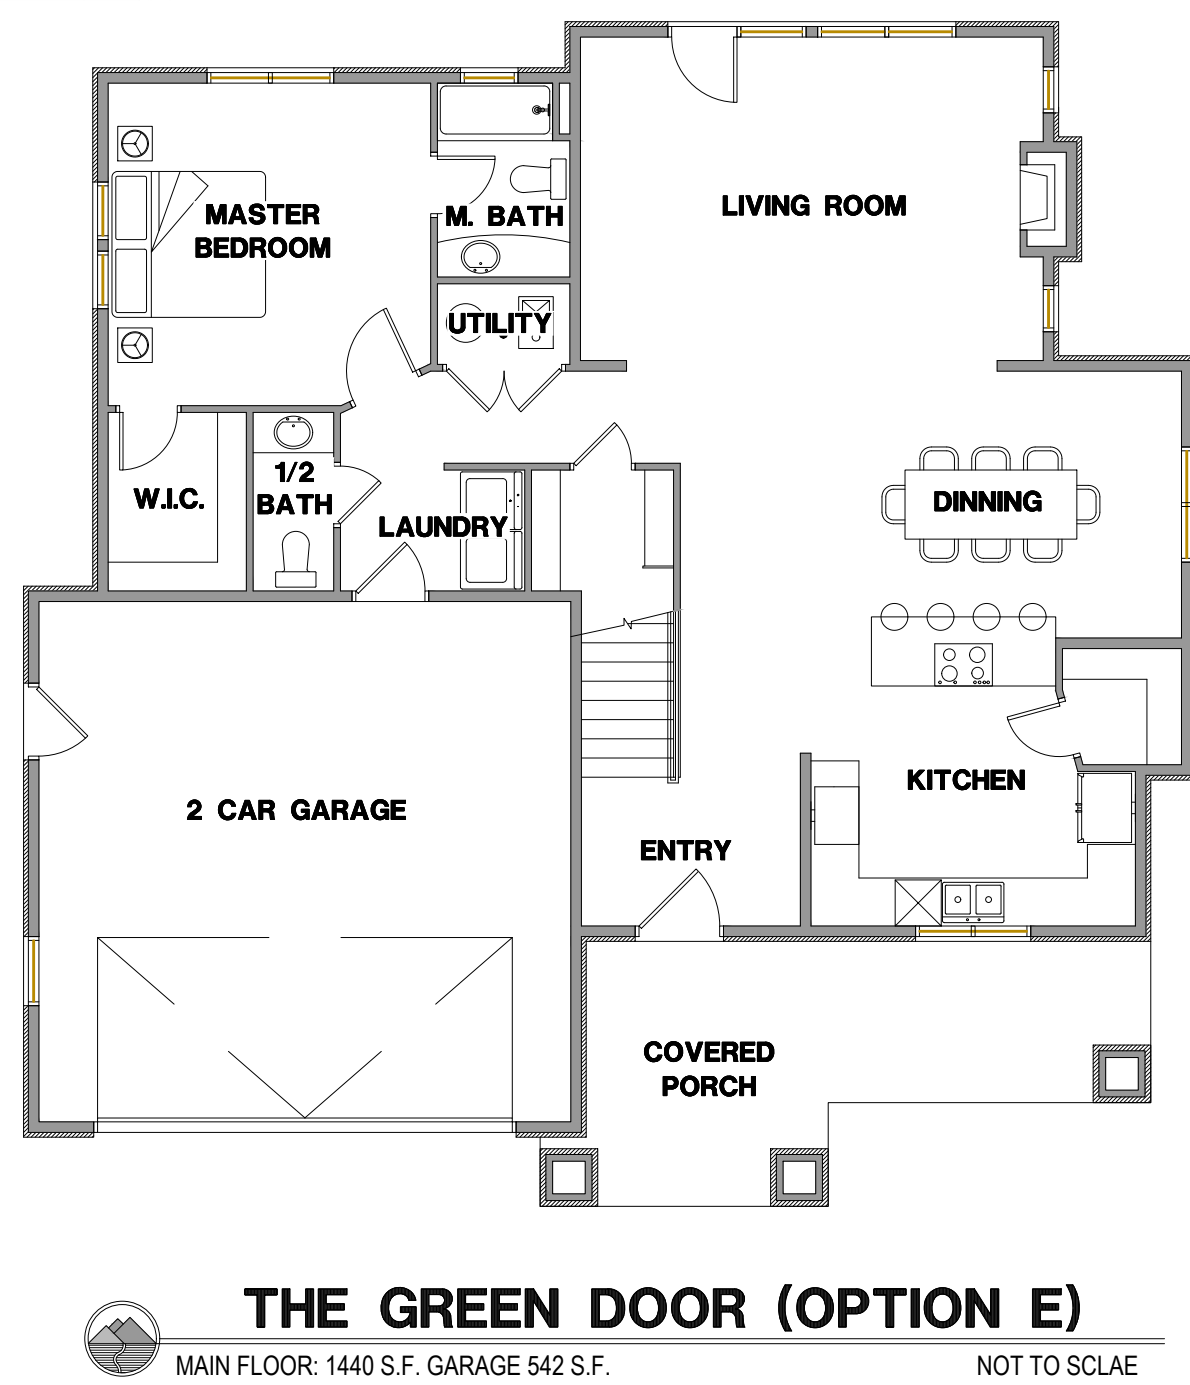 LIVING ROOM
MASTER
BEDROOM
M. BATH
UTILITY
1/2
BATH
W.I.C.
LAUNDRY
DINNING
KITCHEN
2 CAR GARAGE
ENTRY
COVERED
PORCH
THE GREEN DOOR (OPTION E)
MAIN FLOOR: 1440 S.F. GARAGE 542 S.F.
NOT TO SCLAE